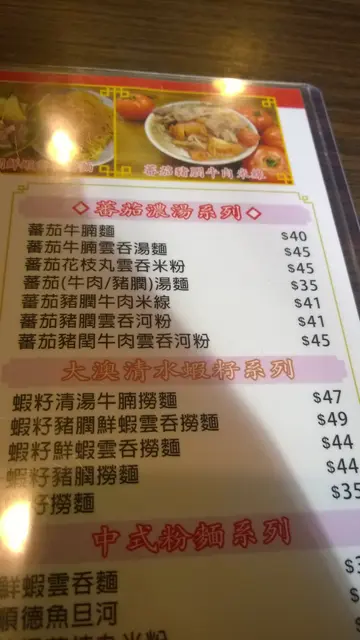 蕃茄豬膶牛肉米線
蕃茄濃湯系列
蕃茄牛腩麵 $40
蕃茄牛腩雲吞湯麵 $45
蕃茄花枝丸雲吞米粉 $45
蕃茄(牛肉/豬膶)湯麵 $35
蕃茄豬膶牛肉米線 $41
蕃茄豬膶雲吞河粉 $41
蕃茄豬閏牛肉雲吞河粉 $45
大澳清水蝦籽系列
蝦籽清湯牛腩撈麵 $47
蝦籽豬膶鮮蝦雲吞撈麵 $49
蝦籽鮮蝦雲吞撈麵 $44
蝦籽豬膶撈麵 $44
籽撈麵 $35
中式粉麵系列
鮮蝦雲吞麵
順德魚旦河